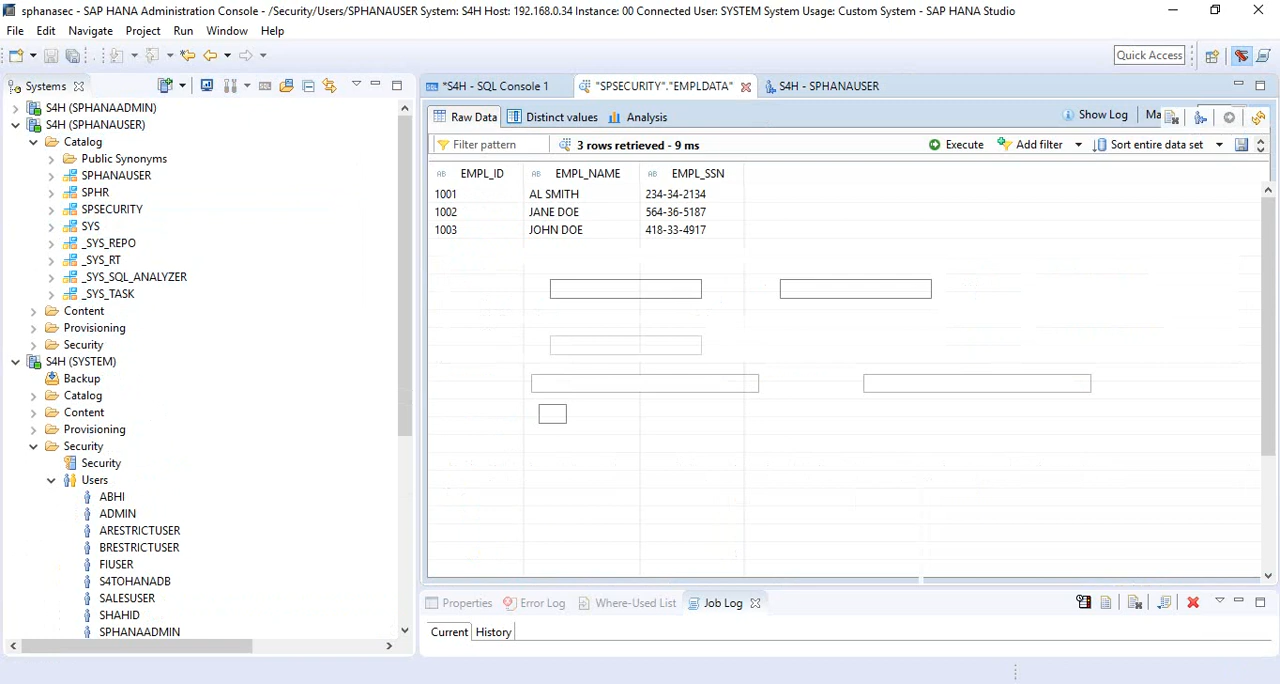 sphanasec - SAP HANA Administration Console - /Security/Users/SPHANAUSER System: S4H Host: 192.168.0.34 Instance: 00 Connected User: SYSTEM System Usage: Custom System - SAP HANA Studio
File Edit Navigate Project Run Window Help
Quick Access
Systems
S4H (SPHANAADMIN)
S4H (SPHANAUSER)
Catalog
Public Synonyms
SPHANAUSER
SPHR
SPSECURITY
SYS
_SYS_REPO
_SYS_RT
_SYS_SQL_ANALYZER
_SYS_TASK
Content
Provisioning
Security
S4H (SYSTEM)
Backup
Catalog
Content
Provisioning
Security
Security
Users
ABHI
ADMIN
ARESTRICTUSER
BRESTRICTUSER
FIUSER
S4TOHANADB
SALESUSER
SHAHID
SPHANAADMIN
*S4H - SQL Console 1 "SPSECURITY"."EMPLDATA" S4H - SPHANAUSER
Raw Data Distinct values Analysis Show Log Ma
Filter pattern 3 rows retrieved - 9 ms Execute Add filter Sort entire data set
AB EMPL_ID AB EMPL_NAME AB EMPL_SSN
1001 AL SMITH 234-34-2134
1002 JANE DOE 564-36-5187
1003 JOHN DOE 418-33-4917
Properties Error Log Where-Used List Job Log
Current History